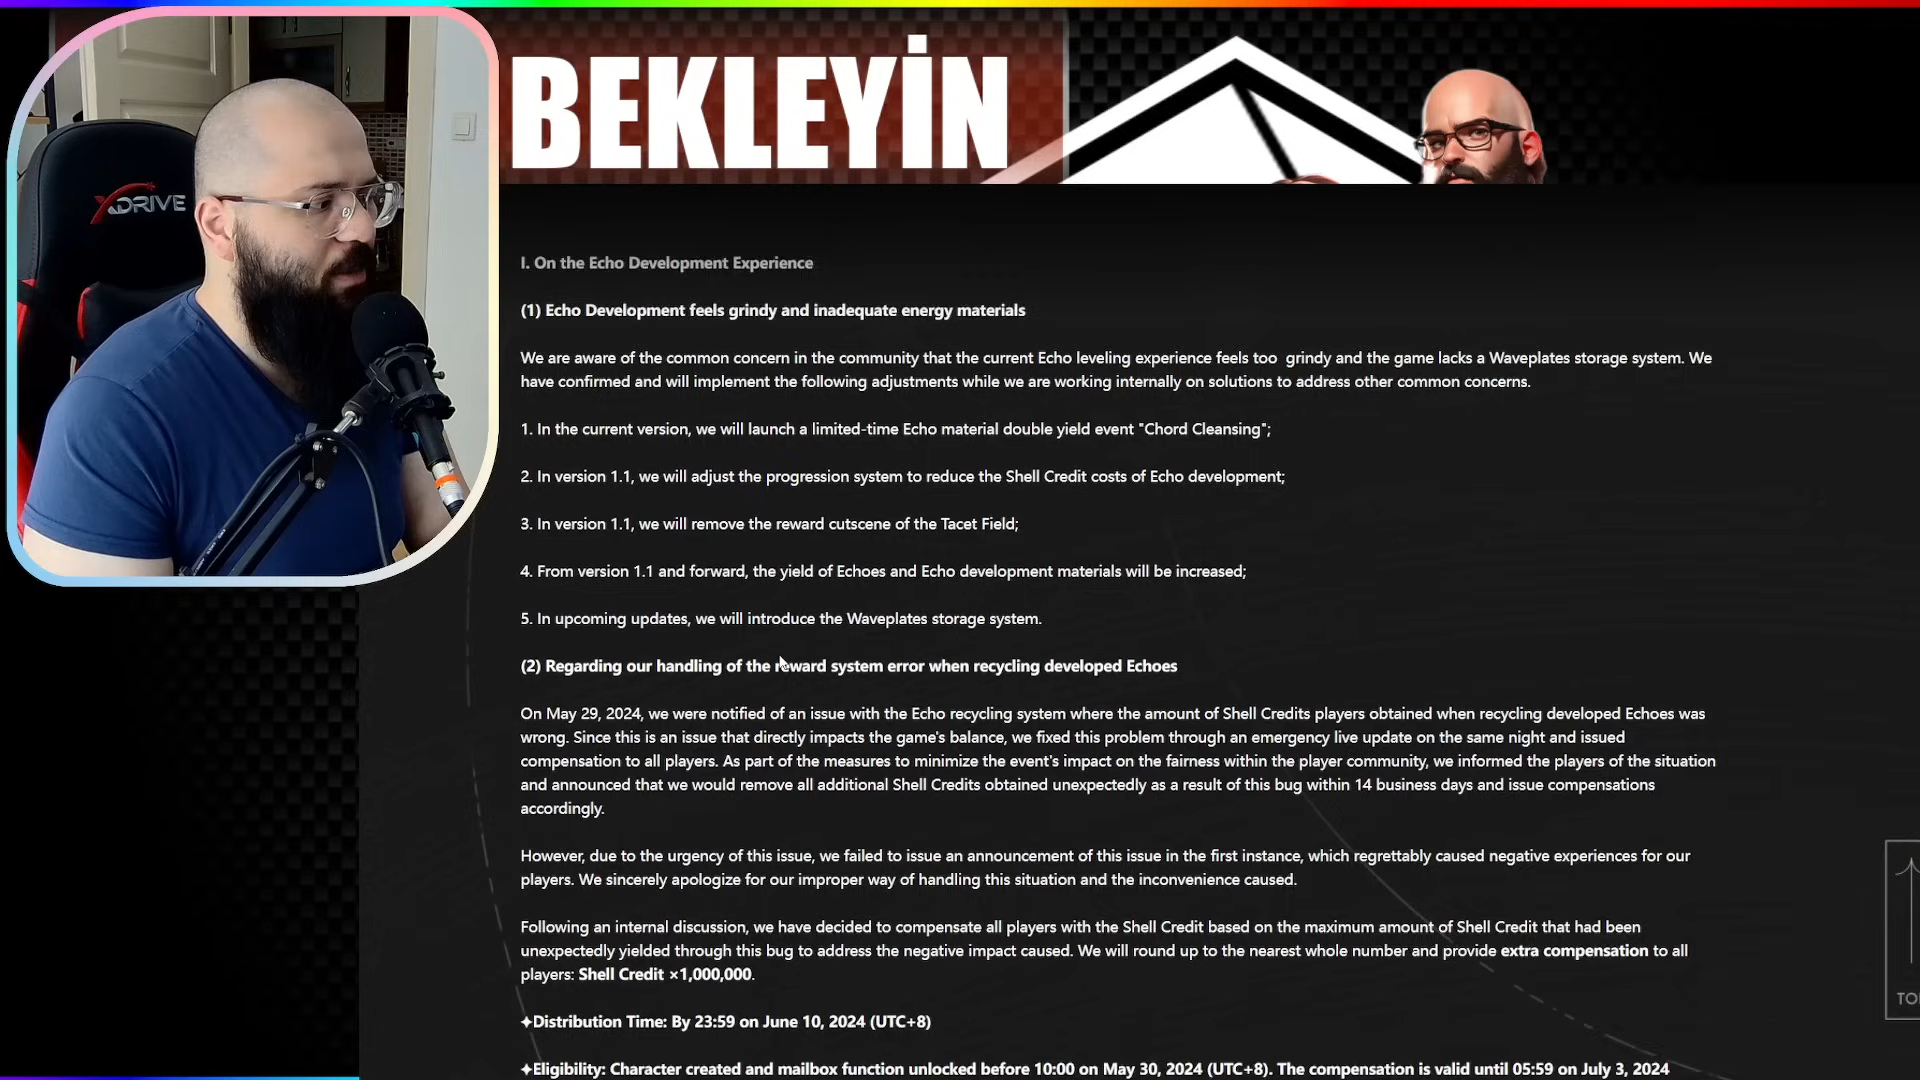 BEKLEYİN
XDRIVE
I. On the Echo Development Experience
(1) Echo Development feels grindy and inadequate energy materials
We are aware of the common concern in the community that the current Echo leveling experience feels too grindy and the game lacks a Waveplates storage system. We
have confirmed and will implement the following adjustments while we are working internally on solutions to address other common concerns.
1. In the current version, we will launch a limited-time Echo material double yield event "Chord Cleansing";
2. In version 1.1, we will adjust the progression system to reduce the Shell Credit costs of Echo development;
3. In version 1.1, we will remove the reward cutscene of the Tacet Field;
4. From version 1.1 and forward, the yield of Echoes and Echo development materials will be increased;
5. In upcoming updates, we will introduce the Waveplates storage system.
(2) Regarding our handling of the reward system error when recycling developed Echoes
On May 29, 2024, we were notified of an issue with the Echo recycling system where the amount of Shell Credits players obtained when recycling developed Echoes was
wrong. Since this is an issue that directly impacts the game's balance, we fixed this problem through an emergency live update on the same night and issued
compensation to all players. As part of the measures to minimize the event's impact on the fairness within the player community, we informed the players of the situation
and announced that we would remove all additional Shell Credits obtained unexpectedly as a result of this bug within 14 business days and issue compensations
accordingly.
However, due to the urgency of this issue, we failed to issue an announcement of this issue in the first instance, which regrettably caused negative experiences for our
players. We sincerely apologize for our improper way of handling this situation and the inconvenience caused.
Following an internal discussion, we have decided to compensate all players with the Shell Credit based on the maximum amount of Shell Credit that had been
unexpectedly yielded through this bug to address the negative impact caused. We will round up to the nearest whole number and provide extra compensation to all
players: Shell Credit ×1,000,000.
✦Distribution Time: By 23:59 on June 10, 2024 (UTC+8)
✦Eligibility: Character created and mailbox function unlocked before 10:00 on May 30, 2024 (UTC+8). The compensation is valid until 05:59 on July 3, 2024